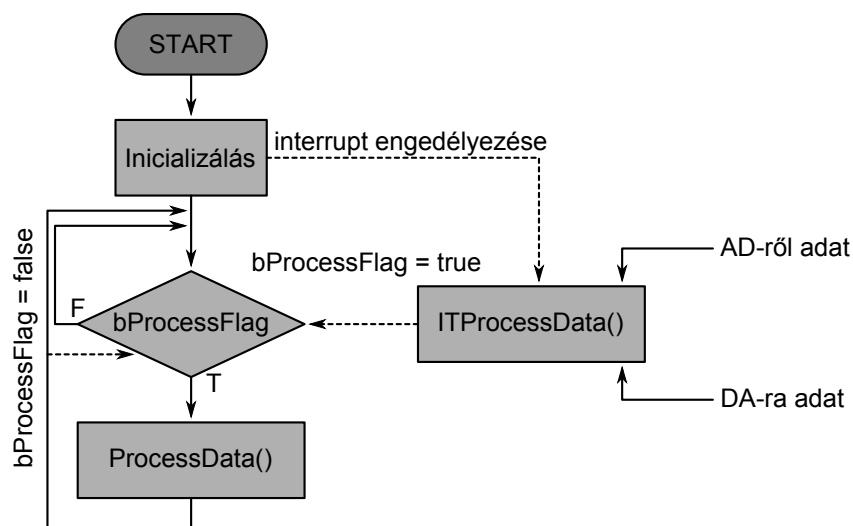 START
Inicializálás
interrupt engedélyezése
bProcessFlag = true
AD-ről adat
F
bProcessFlag
ITProcessData()
bProcessFlag = false
T
DA-ra adat
ProcessData()